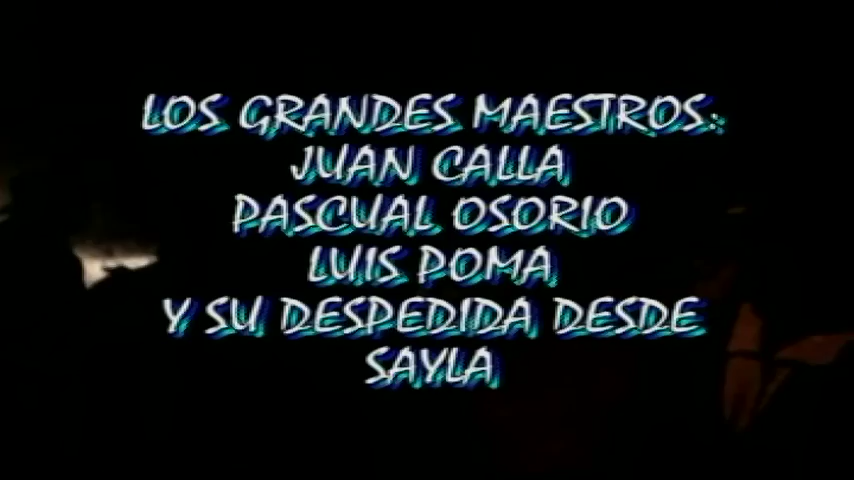 LOS GRANDES MAESTROS:
JUAN CALLA
PASCUAL OSORIO
LUIS POMA
Y SU DESPEDIDA DESDE
SAYLA